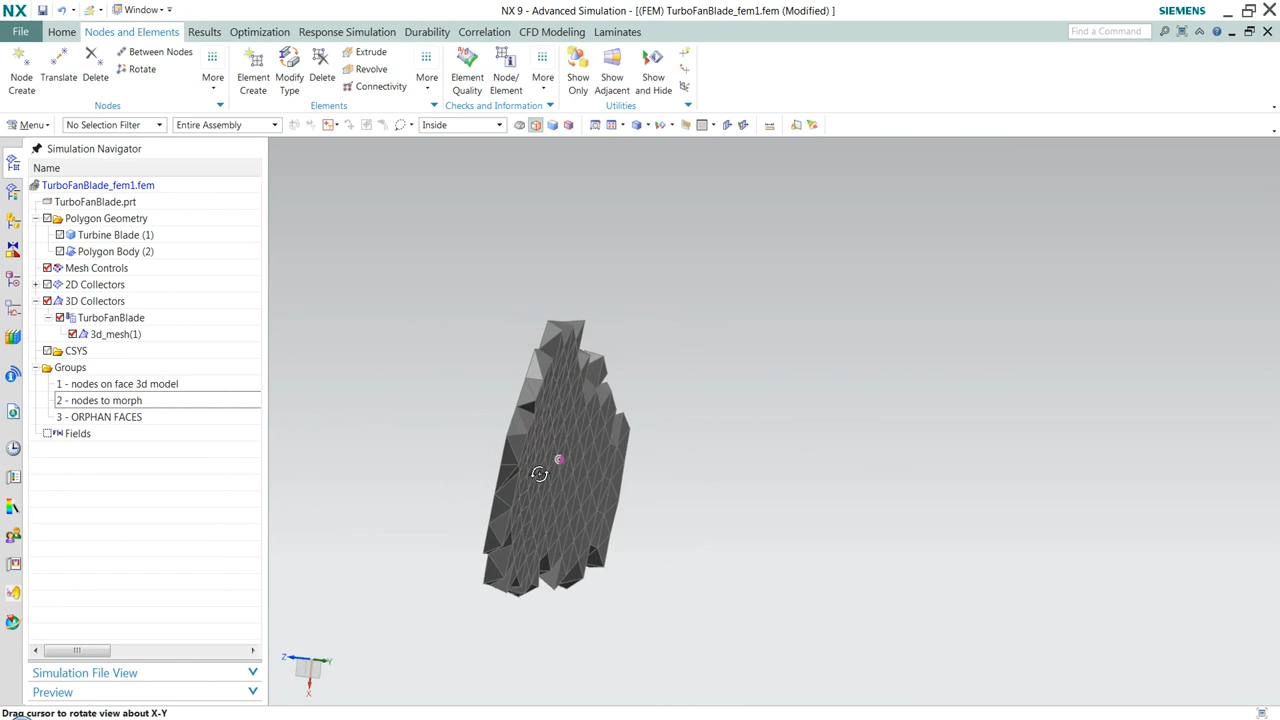 NX
Window
NX 9 - Advanced Simulation - [(FEM) TurboFanBlade_fem1.fem (Modified) ]
SIEMENS
File
Home
Nodes and Elements
Results
Optimization
Response Simulation
Durability
Correlation
CFD Modeling
Laminates
Find a Command
Node Create
Translate
Delete
Between Nodes
Rotate
More
Element Create
Modify Type
Delete
Extrude
Revolve
Connectivity
More
Element Quality
Node/ Element
More
Show Only
Show Adjacent
Show and Hide
Nodes
Elements
Checks and Information
Utilities
Menu
No Selection Filter
Entire Assembly
Inside
Simulation Navigator
Name
TurboFanBlade_fem1.fem
TurboFanBlade.prt
Polygon Geometry
Turbine Blade (1)
Polygon Body (2)
Mesh Controls
2D Collectors
3D Collectors
TurboFanBlade
3d_mesh(1)
CSYS
Groups
1 - nodes on face 3d model
2 - nodes to morph
3 - ORPHAN FACES
Fields
Z
Y
X
Simulation File View
Preview
Drag cursor to rotate view about X-Y